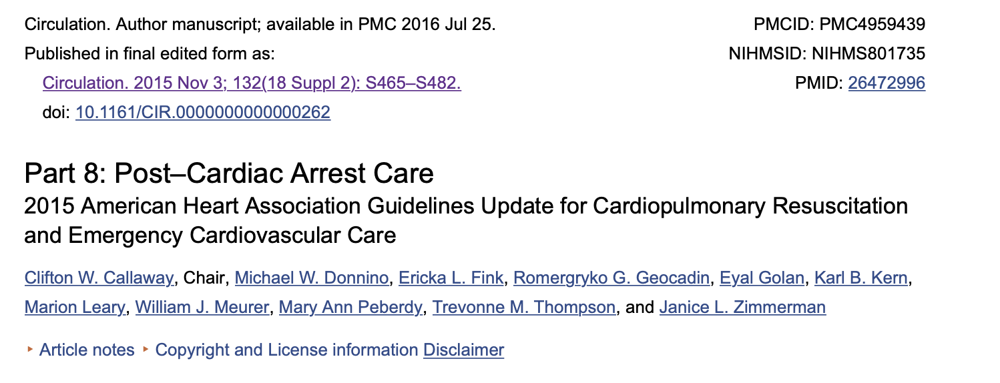 Circulation. Author manuscript; available in PMC 2016 Jul 25.
Published in final edited form as:
Circulation. 2015 Nov 3; 132(18 Suppl 2): S465–S482.
doi: 10.1161/CIR.0000000000000262
PMCID: PMC4959439
NIHMSID: NIHMS801735
PMID: 26472996
Part 8: Post–Cardiac Arrest Care
2015 American Heart Association Guidelines Update for Cardiopulmonary Resuscitation
and Emergency Cardiovascular Care
Clifton W. Callaway, Chair, Michael W. Donnino, Ericka L. Fink, Romergryko G. Geocadin, Eyal Golan, Karl B. Kern,
Marion Leary, William J. Meurer, Mary Ann Peberdy, Trevonne M. Thompson, and Janice L. Zimmerman
‣ Article notes ‣ Copyright and License information Disclaimer